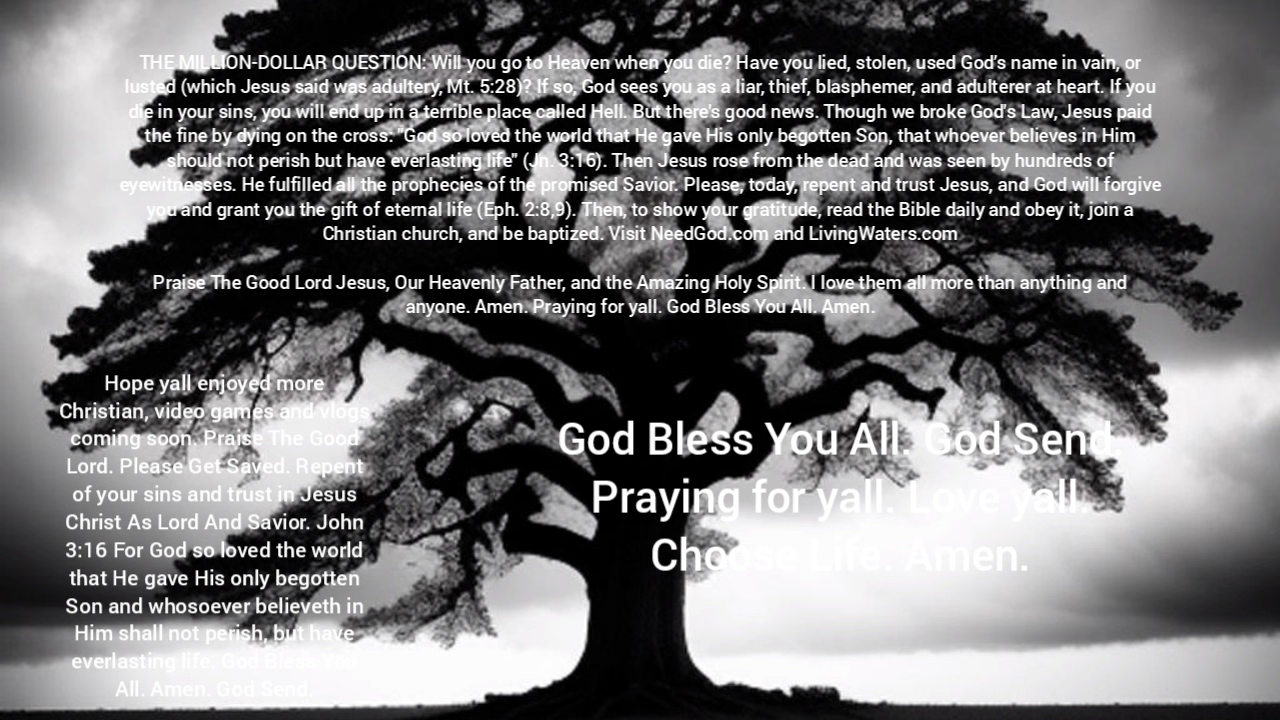 THE MILLION-DOLLAR QUESTION: Will you go to Heaven when you die? Have you lied, stolen, used God's name in vain, or
lusted (which Jesus said was adultery, Mt. 5:28)? If so, God sees you as a liar, thief, blasphemer, and adulterer at heart. If you
die in your sins, you will end up in a terrible place called Hell. But there's good news. Though we broke God's Law, Jesus paid
the fine by dying on the cross: "God so loved the world that He gave His only begotten Son, that whoever believes in Him
should not perish but have everlasting life" (Jn. 3:16). Then Jesus rose from the dead and was seen by hundreds of
eyewitnesses. He fulfilled all the prophecies of the promised Savior. Please, today, repent and trust Jesus, and God will forgive
you and grant you the gift of eternal life (Eph. 2:8,9). Then, to show your gratitude, read the Bible daily and obey it, join a
Christian church, and be baptized. Visit NeedGod.com and LivingWaters.com
Praise The Good Lord Jesus, Our Heavenly Father, and the Amazing Holy Spirit. I love them all more than anything and
anyone. Amen. Praying for yall. God Bless You All. Amen.
Hope yall enjoyed more
Christian, video games and vlogs
coming soon. Praise The Good
Lord. Please Get Saved. Repent
of your sins and trust in Jesus
Christ As Lord And Savior. John
3:16 For God so loved the world
that He gave His only begotten
Son and whosoever believeth in
Him shall not perish, but have
everlasting life. God Bless You
All. Amen. God Send.
God Bless You All. God Send.
Praying for yall. Love yall.
Choose Life. Amen.